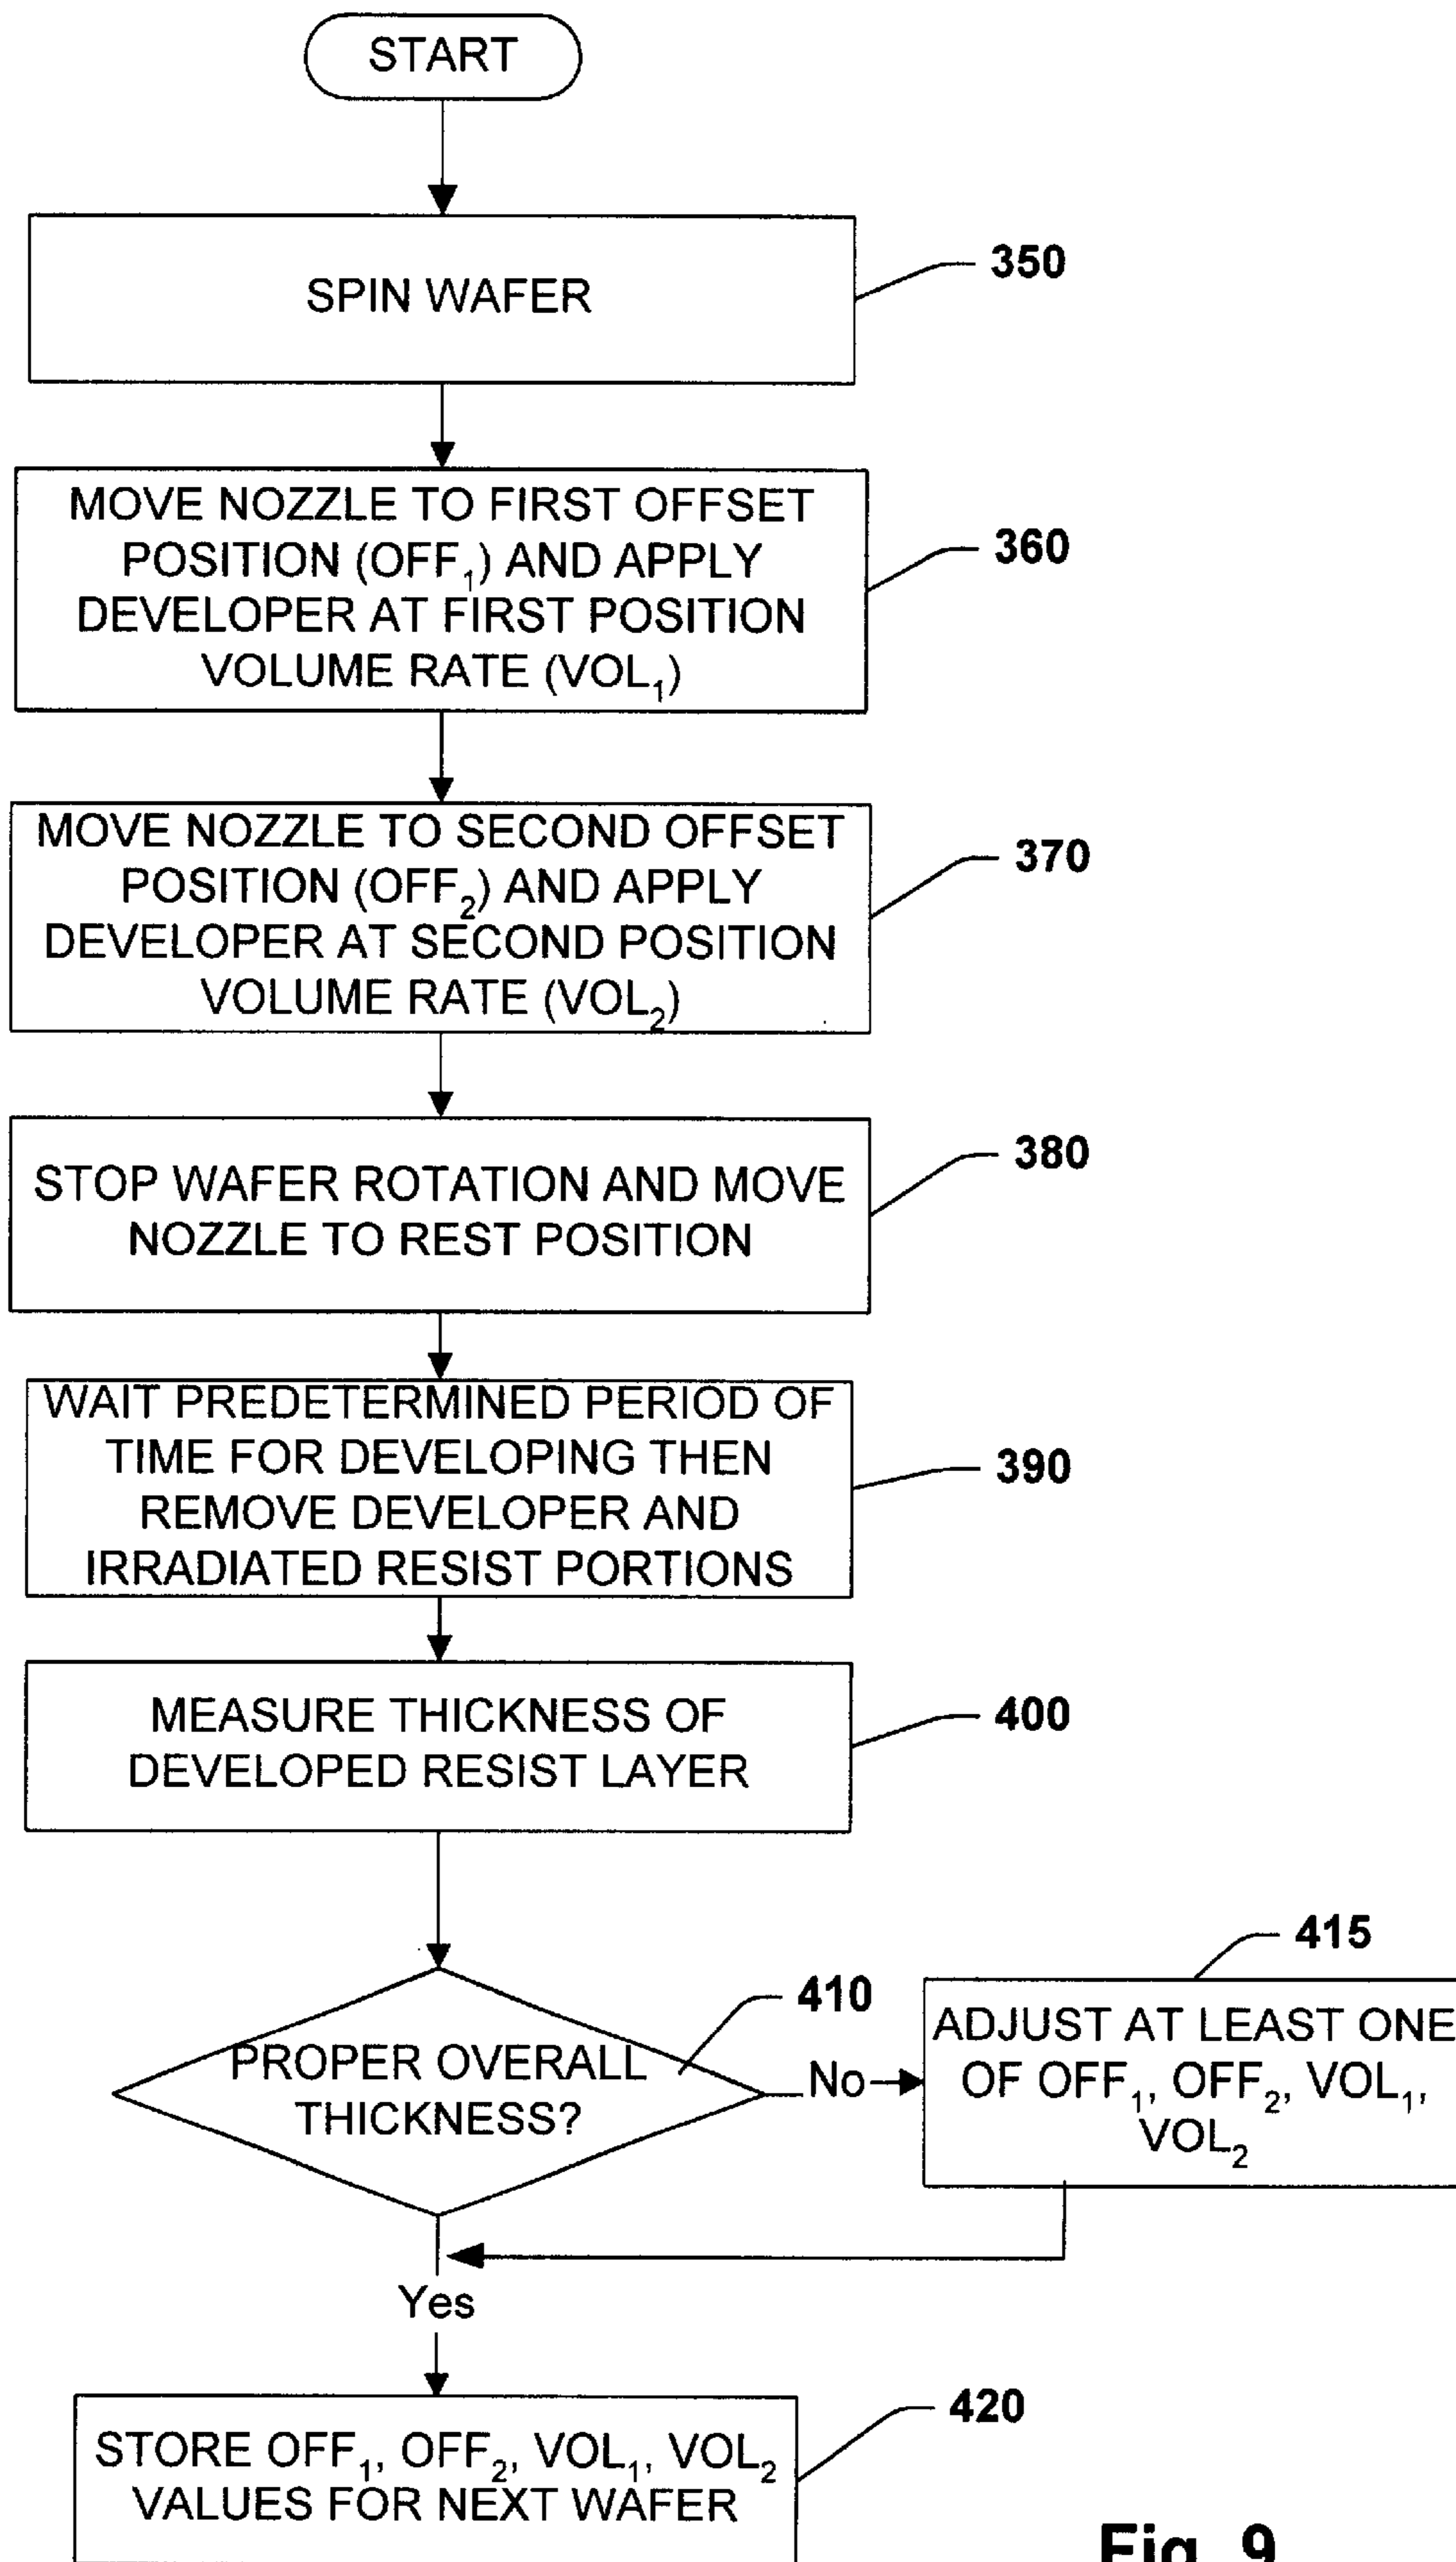 START
SPIN WAFER
350
MOVE NOZZLE TO FIRST OFFSET
POSITION (OFF₁) AND APPLY
DEVELOPER AT FIRST POSITION
VOLUME RATE (VOL₁)
360
MOVE NOZZLE TO SECOND OFFSET
POSITION (OFF₂) AND APPLY
DEVELOPER AT SECOND POSITION
VOLUME RATE (VOL₂)
370
STOP WAFER ROTATION AND MOVE
NOZZLE TO REST POSITION
380
WAIT PREDETERMINED PERIOD OF
TIME FOR DEVELOPING THEN
REMOVE DEVELOPER AND
IRRADIATED RESIST PORTIONS
390
MEASURE THICKNESS OF
DEVELOPED RESIST LAYER
400
PROPER OVERALL
THICKNESS?
410
No
415
ADJUST AT LEAST ONE
OF OFF₁, OFF₂, VOL₁,
VOL₂
Yes
STORE OFF₁, OFF₂, VOL₁, VOL₂
VALUES FOR NEXT WAFER
420
Fig. 9